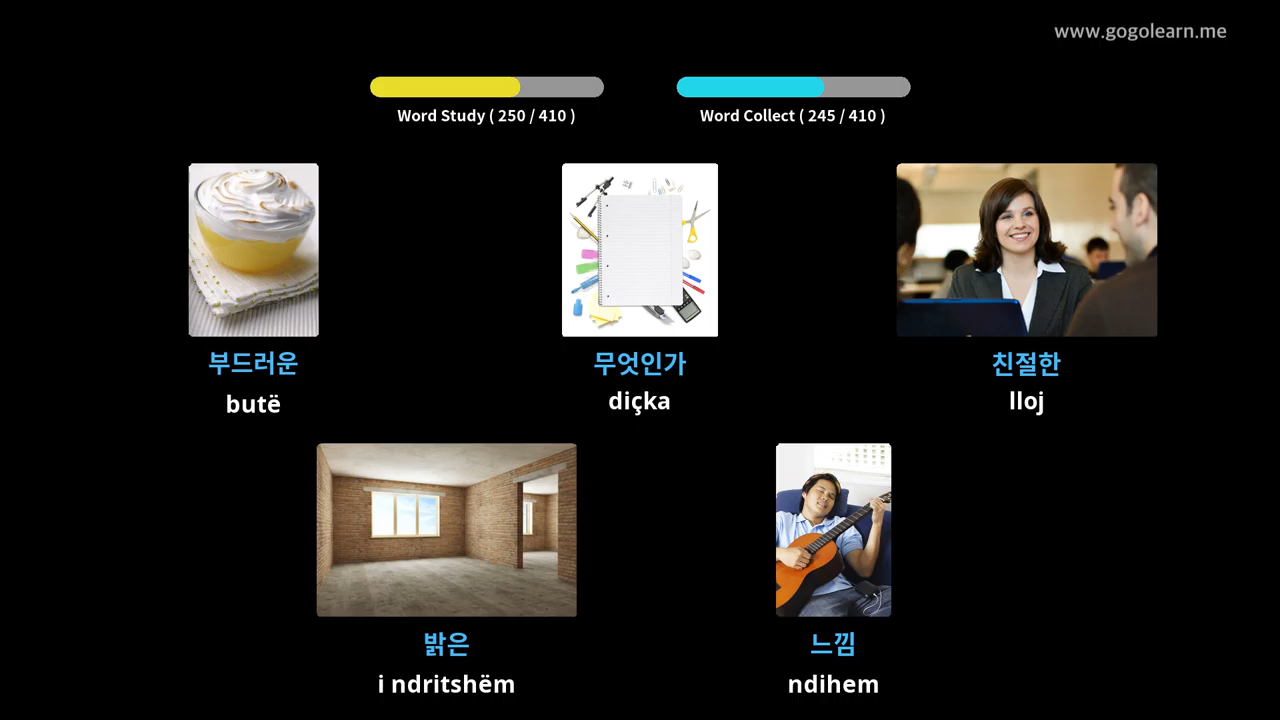 www.gogolearn.me
Word Study ( 250 / 410 )
Word Collect ( 245 / 410 )
부드러운
butë
무엇인가
diçka
친절한
lloj
밝은
i ndritshëm
느낌
ndihem